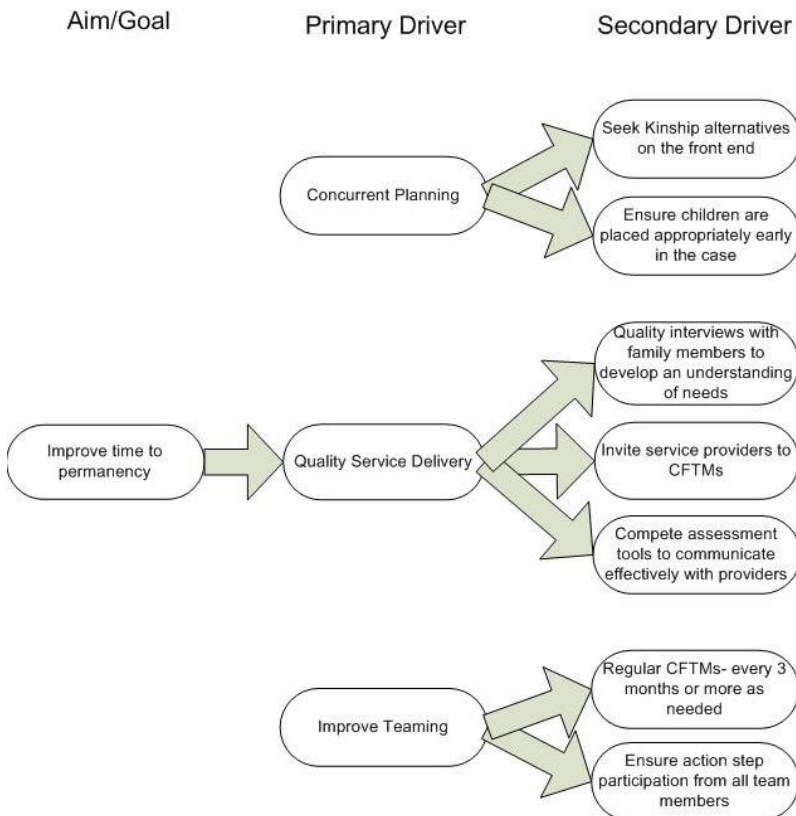 Aim/Goal
Primary Driver
Secondary Driver
Concurrent Planning
Seek Kinship alternatives
on the front end
Ensure children are
placed appropriately early
in the case
Improve time to
permanency
Quality Service Delivery
Quality interviews with
family members to
develop an understanding
of needs
Invite service providers to
CFTMs
Compete assessment
tools to communicate
effectively with providers
Improve Teaming
Regular CFTMs- every 3
months or more as
needed
Ensure action step
participation from all team
members